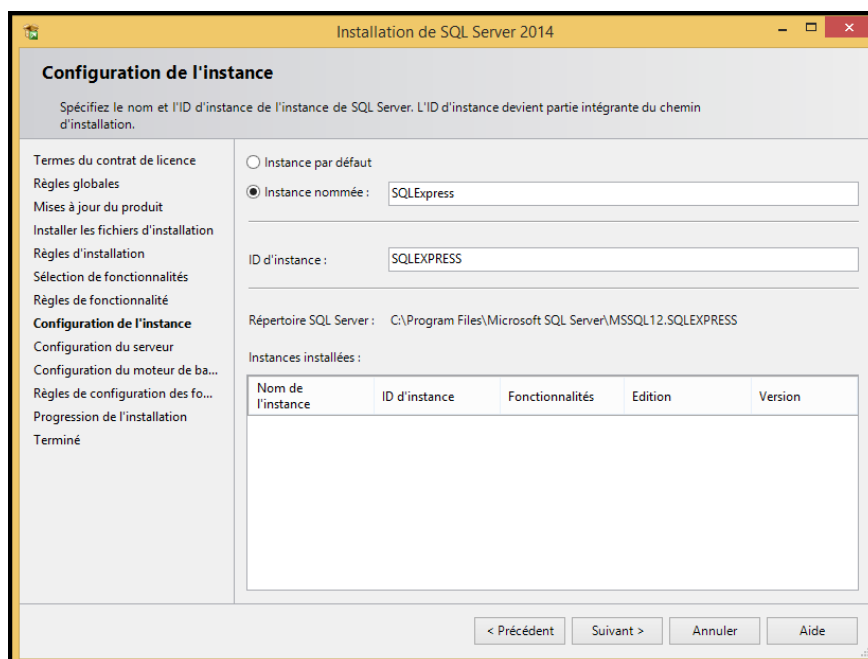 Installation de SQL Server 2014
Configuration de l'instance
Spécifiez le nom et l'ID d'instance de l'instance de SQL Server. L'ID d'instance devient partie intégrante du chemin
d'installation.
Termes du contrat de licence
Règles globales
Mises à jour du produit
Installer les fichiers d'installation
Règles d'installation
Sélection de fonctionnalités
Règles de fonctionnalité
Configuration de l'instance
Configuration du serveur
Configuration du moteur de ba...
Règles de configuration des fo...
Progression de l'installation
Terminé
Instance par défaut
Instance nommée : SQLExpress
ID d'instance : SQLEXPRESS
Répertoire SQL Server : C:\Program Files\Microsoft SQL Server\MSSQL12.SQLEXPRESS
Instances installées :
Nom de
l'instance
ID d'instance Fonctionnalités Edition Version
< Précédent Suivant > Annuler Aide